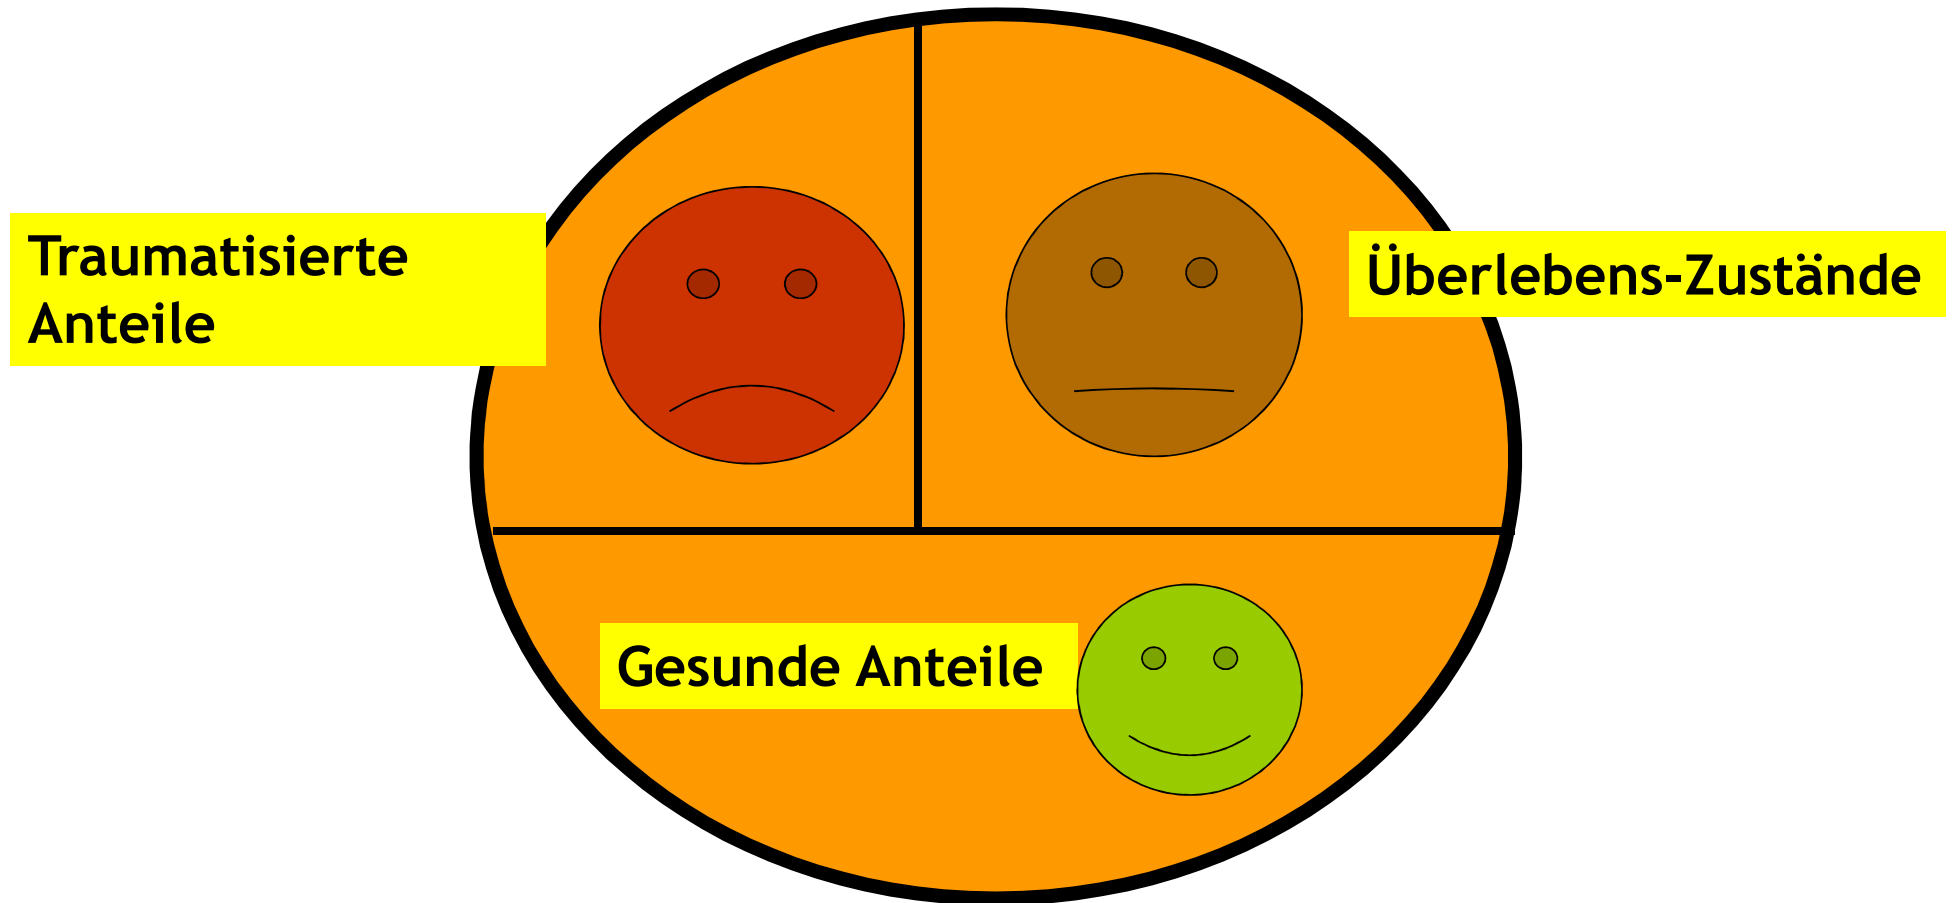 Traumatisierte
Anteile
Überlebens-Zustände
Gesunde Anteile